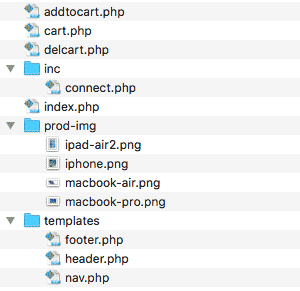 addtocart.php
cart.php
delcart.php
inc
connect.php
index.php
prod-img
ipad-air2.png
iphone.png
macbook-air.png
macbook-pro.png
templates
footer.php
header.php
nav.php